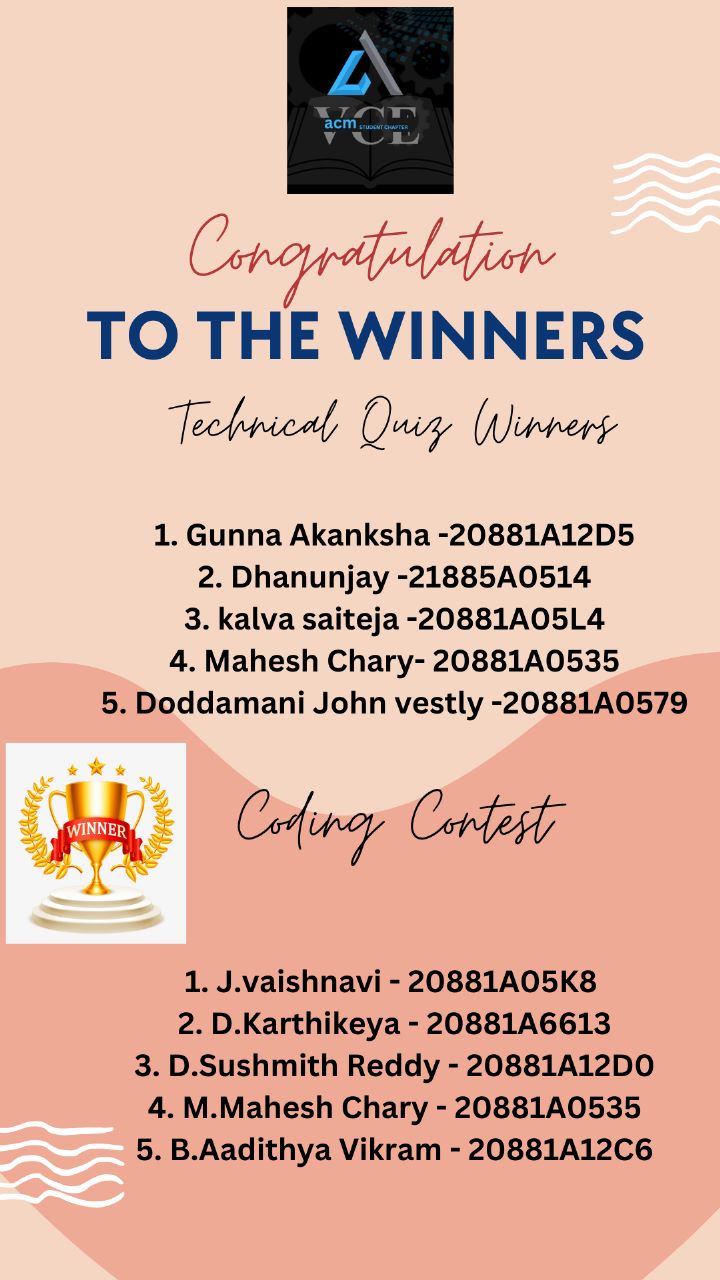 VCE
acm STUDENT CHAPTER
Congratulation
TO THE WINNERS
Technical Quiz Winners
1. Gunna Akanksha -20881A12D5
2. Dhanunjay -21885A0514
3. kalva saiteja -20881A05L4
4. Mahesh Chary- 20881A0535
5. Doddamani John vestly -20881A0579
WINNER
Coding Contest
1. J.vaishnavi - 20881A05K8
2. D.Karthikeya - 20881A6613
3. D.Sushmith Reddy - 20881A12D0
4. M.Mahesh Chary - 20881A0535
5. B.Aadithya Vikram - 20881A12C6